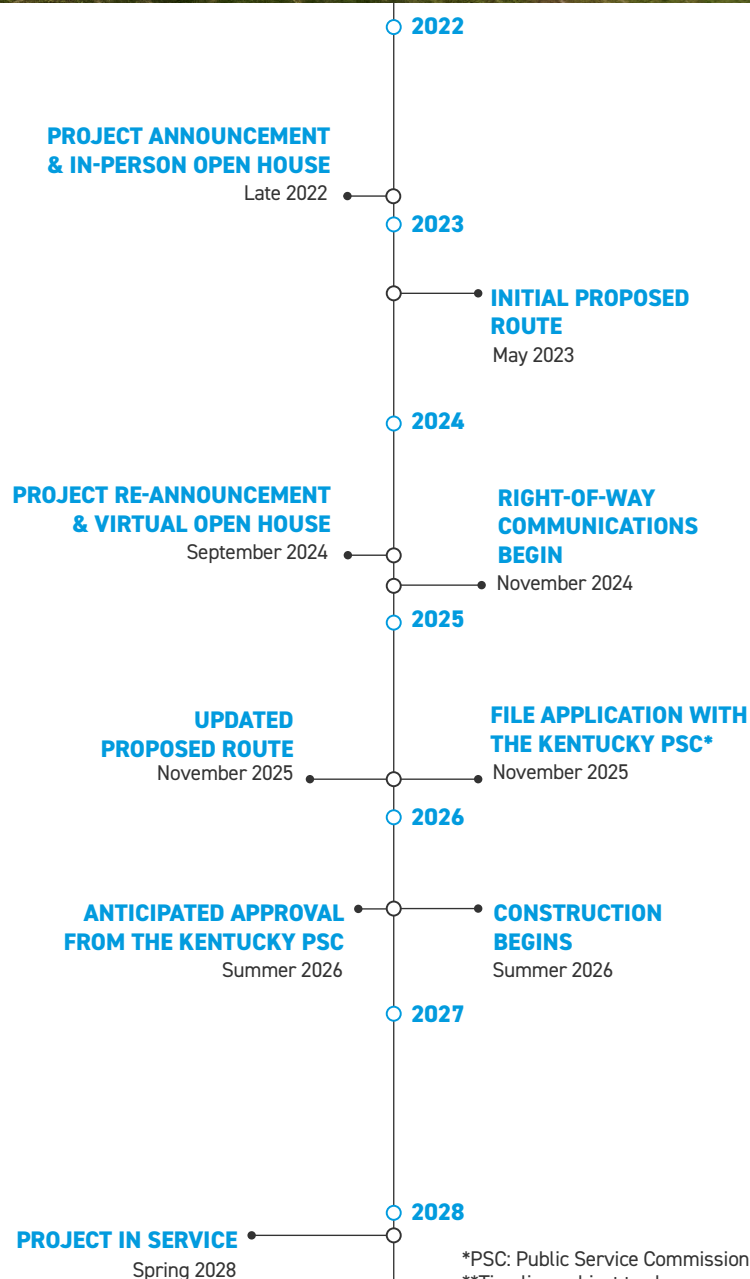 2022
PROJECT ANNOUNCEMENT
& IN-PERSON OPEN HOUSE
Late 2022
2023
INITIAL PROPOSED
ROUTE
May 2023
2024
PROJECT RE-ANNOUNCEMENT
& VIRTUAL OPEN HOUSE
September 2024
RIGHT-OF-WAY
COMMUNICATIONS
BEGIN
November 2024
2025
UPDATED
PROPOSED ROUTE
November 2025
FILE APPLICATION WITH
THE KENTUCKY PSC*
November 2025
2026
ANTICIPATED APPROVAL
FROM THE KENTUCKY PSC
Summer 2026
CONSTRUCTION
BEGINS
Summer 2026
2027
2028
PROJECT IN SERVICE
Spring 2028
*PSC: Public Service Commission